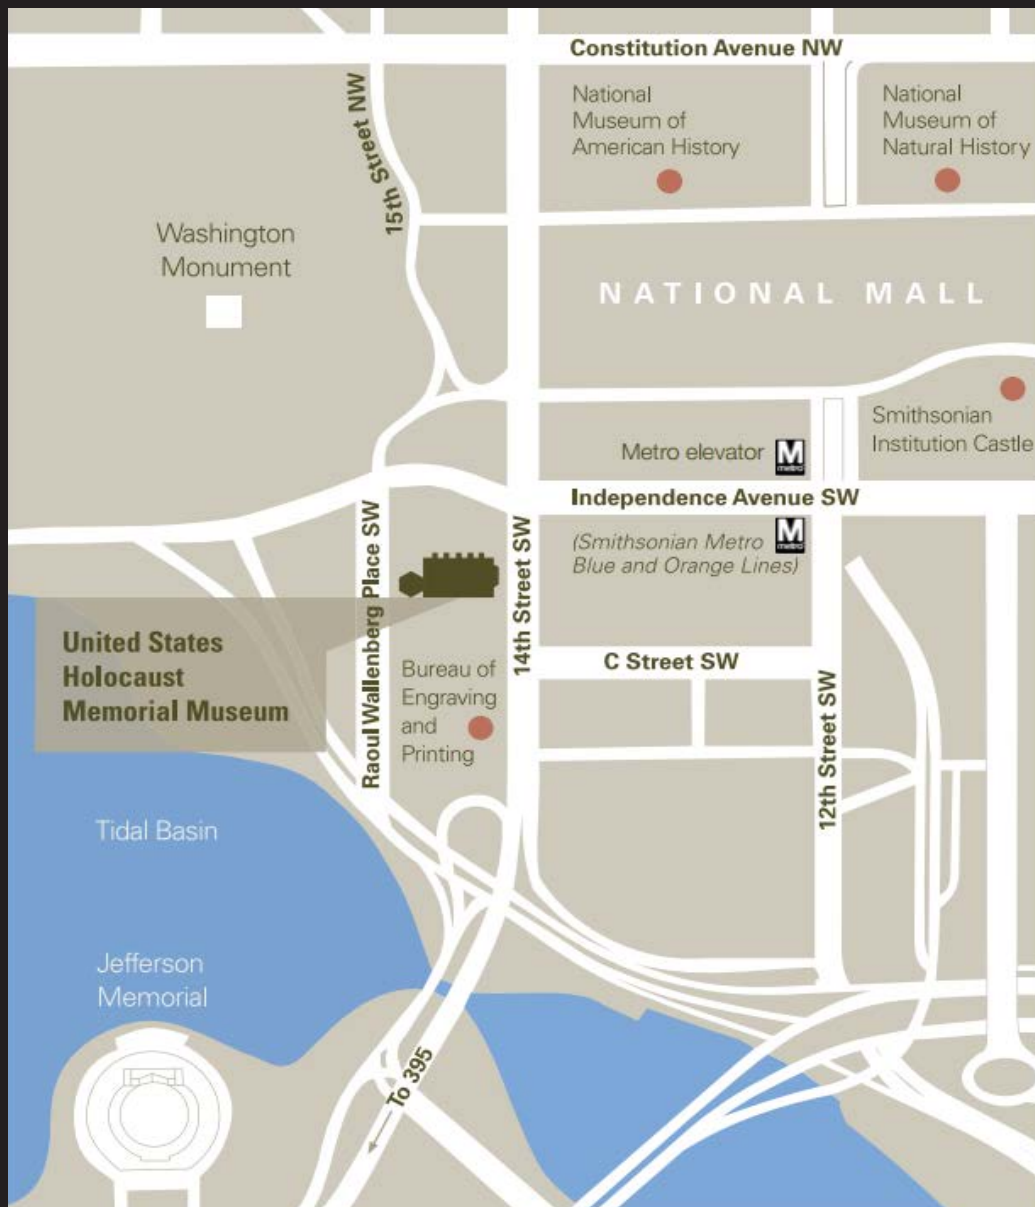 Constitution Avenue NW
15th Street NW
National
Museum of
American History
National
Museum of
Natural History
Washington
Monument
NATIONAL MALL
Smithsonian
Institution Castle
Metro elevator
M
metro
Independence Avenue SW
(Smithsonian Metro
Blue and Orange Lines)
M
metro
Raoul Wallenberg Place SW
14th Street SW
United States
Holocaust
Memorial Museum
C Street SW
Bureau of
Engraving
and
Printing
12th Street SW
Tidal Basin
Jefferson
Memorial
To 395